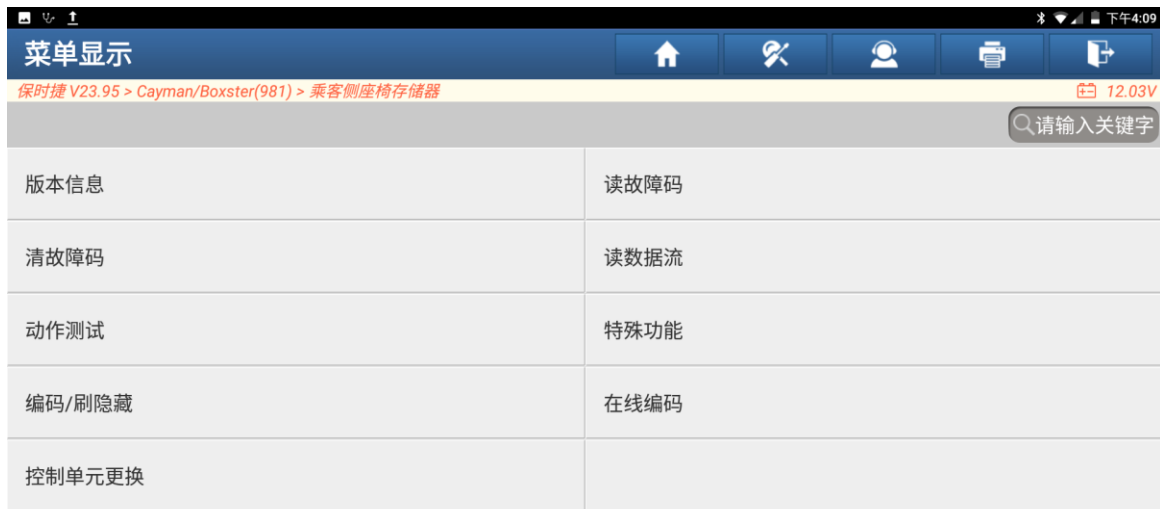 下午4:09
菜单显示
保时捷 V23.95 > Cayman/Boxster(981) > 乘客侧座椅存储器 12.03V
请输入关键字
版本信息 读故障码
清故障码 读数据流
动作测试 特殊功能
编码/刷隐藏 在线编码
控制单元更换